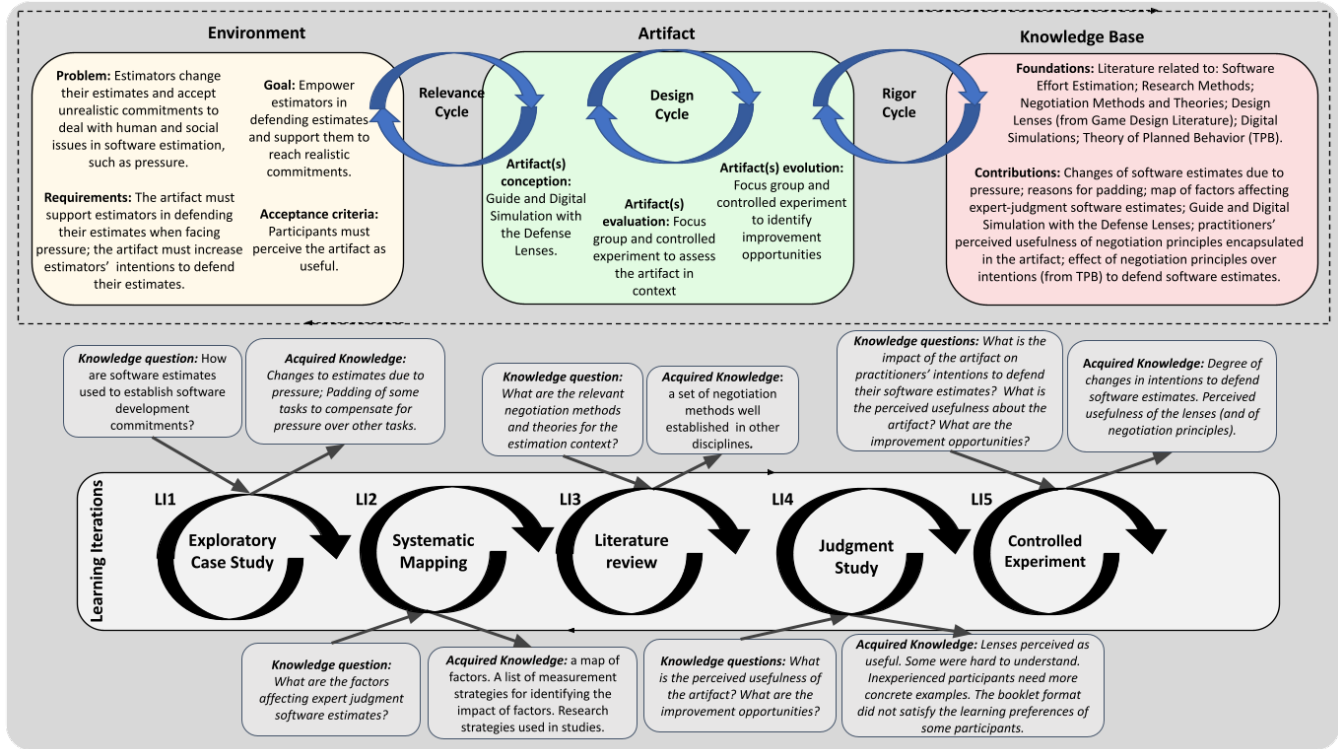 Environment
Artifact
Knowledge Base
Problem: Estimators change
their estimates and accept
unrealistic commitments to
deal with human and social
issues in software estimation,
such as pressure.
Goal: Empower
estimators in
defending estimates
and support them to
reach realistic
commitments.
Requirements: The artifact must
support estimators in defending
their estimates when facing
pressure; the artifact must increase
estimators’ intentions to defend
their estimates.
Acceptance criteria:
Participants must
perceive the artifact as
useful.
Relevance
Cycle
Design
Cycle
Rigor
Cycle
Artifact(s)
conception:
Guide and Digital
Simulation with
the Defense
Lenses.
Artifact(s)
evaluation: Focus
group and controlled
experiment to assess
the artifact in
context
Artifact(s) evolution:
Focus group and
controlled experiment
to identify
improvement
opportunities
Foundations: Literature related to: Software
Effort Estimation; Research Methods;
Negotiation Methods and Theories; Design
Lenses (from Game Design Literature); Digital
Simulations; Theory of Planned Behavior (TPB).
Contributions: Changes of software estimates due to
pressure; reasons for padding; map of factors affecting
expert-judgment software estimates; Guide and Digital
Simulation with the Defense Lenses; practitioners’
perceived usefulness of negotiation principles encapsulated
in the artifact; effect of negotiation principles over
intentions (from TPB) to defend software estimates.
Knowledge question: How
are software estimates
used to establish software
development
commitments?
Acquired Knowledge:
Changes to estimates due to
pressure; Padding of some
tasks to compensate for
pressure over other tasks.
Knowledge question:
What are the relevant
negotiation methods
and theories for the
estimation context?
Acquired Knowledge:
a set of negotiation
methods well
established in other
disciplines.
Knowledge questions: What is the
impact of the artifact on
practitioners’ intentions to defend
their software estimates? What is
the perceived usefulness about the
artifact? What are the
improvement opportunities?
Acquired Knowledge: Degree of
changes in intentions to defend
software estimates. Perceived
usefulness of the lenses (and of
negotiation principles).
Learning Iterations
LI1
Exploratory
Case Study
LI2
Systematic
Mapping
LI3
Literature
review
LI4
Judgment
Study
LI5
Controlled
Experiment
Knowledge question:
What are the factors
affecting expert judgment
software estimates?
Acquired Knowledge: a map of
factors. A list of measurement
strategies for identifying the
impact of factors. Research
strategies used in studies.
Knowledge questions: What
is the perceived usefulness of
the artifact? What are the
improvement opportunities?
Acquired Knowledge: Lenses perceived as
useful. Some were hard to understand.
Inexperienced participants need more
concrete examples. The booklet format
did not satisfy the learning preferences of
some participants.